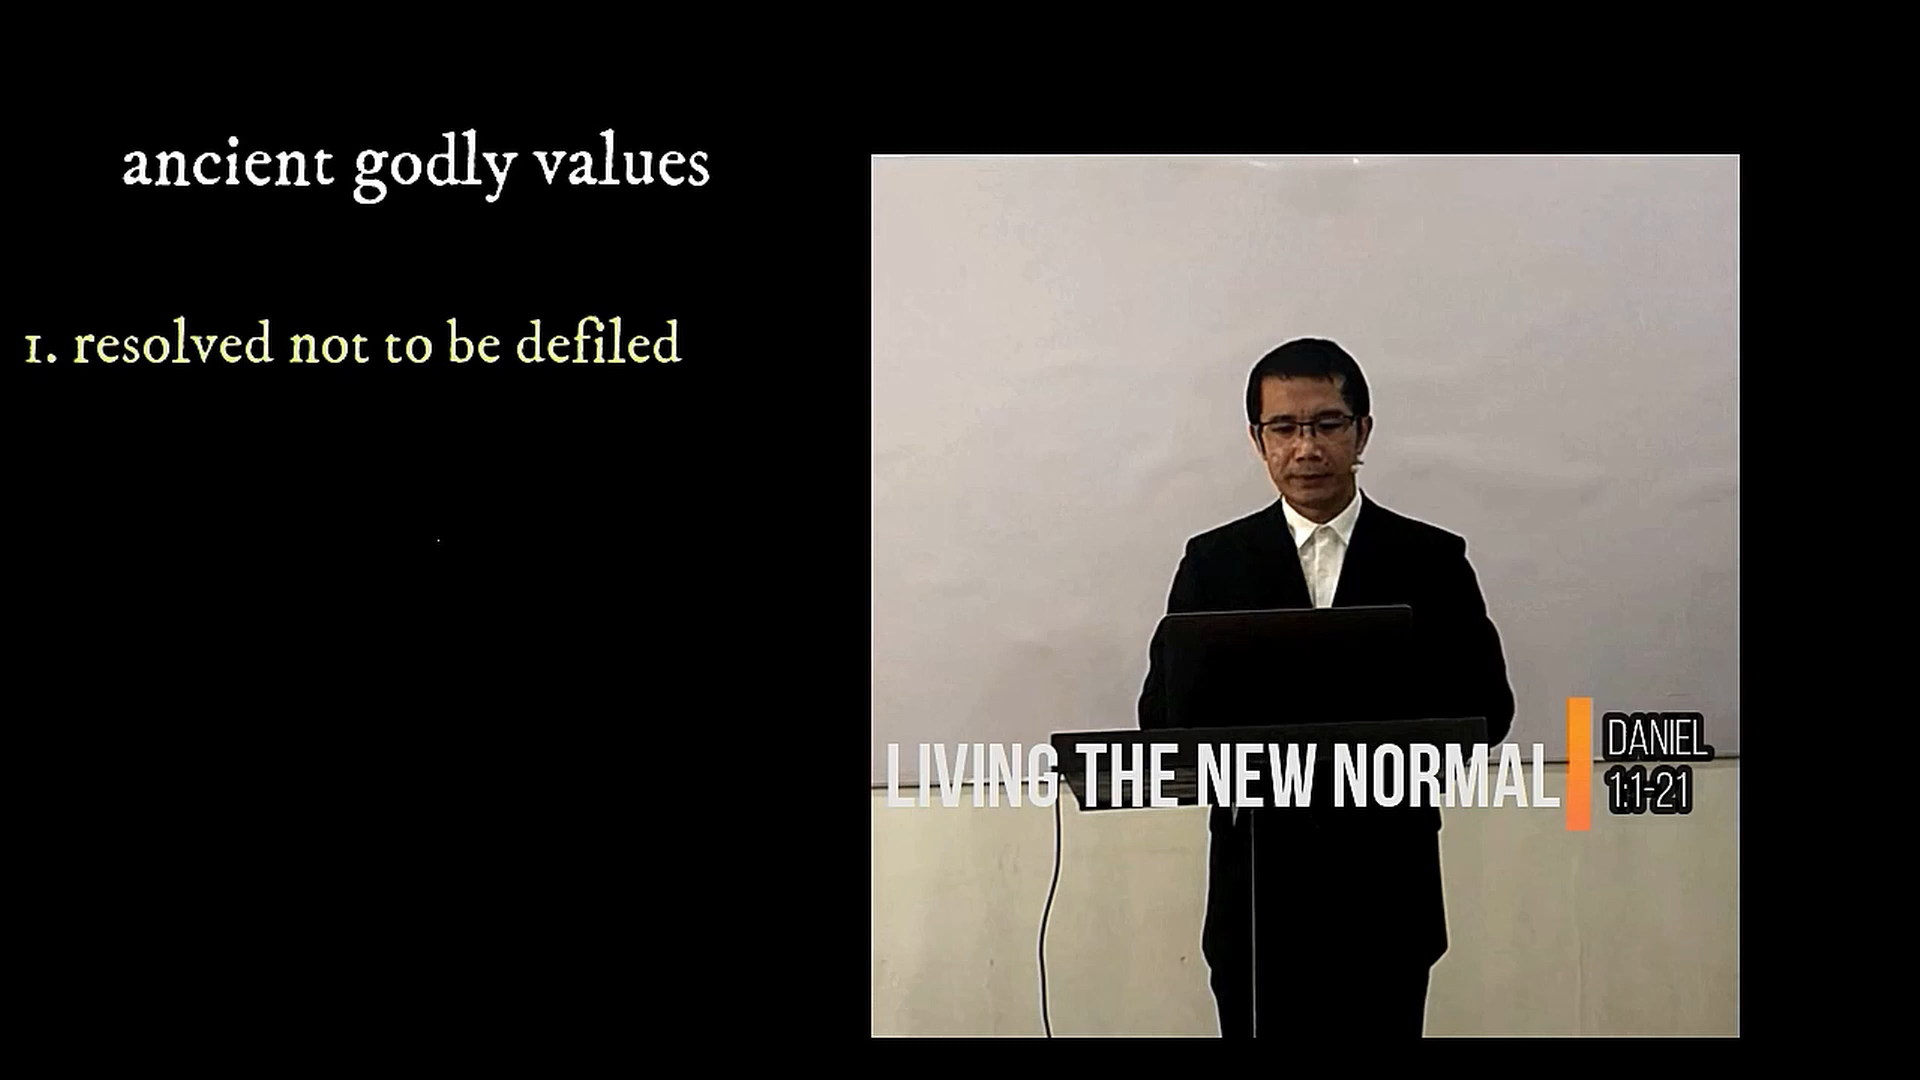 ancient godly values
1. resolved not to be defiled
LIVING THE NEW NORMAL
DANIEL
1:1-21